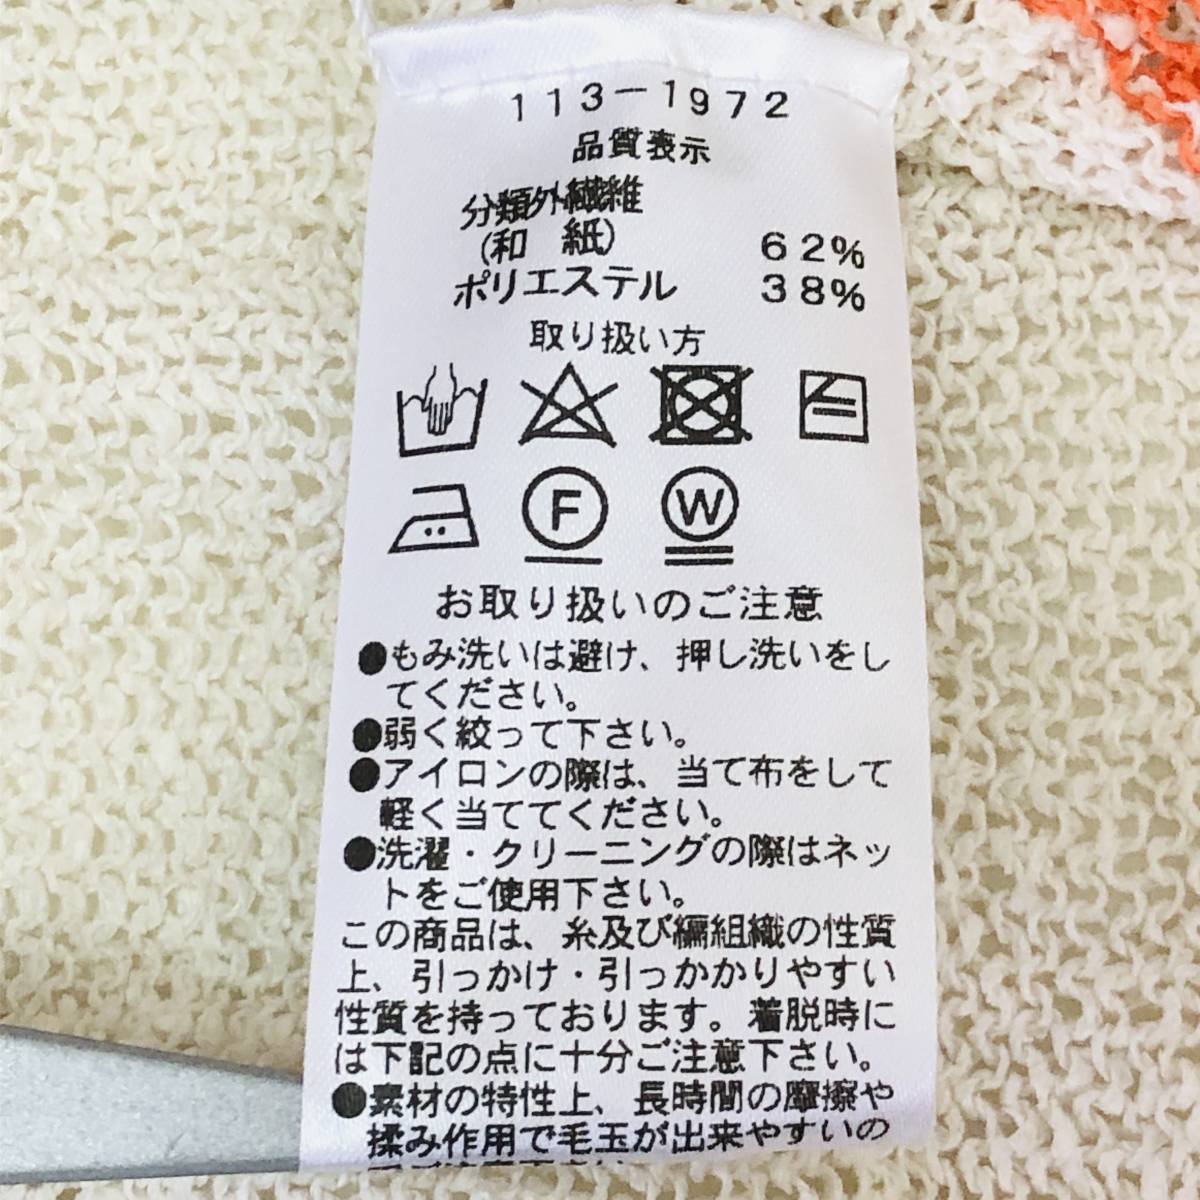 113-1972
品質表示
分類外繊維
(和 紙) 62%
ポリエステル 38%
取り扱い方
F W
お取り扱いのご注意
●もみ洗いは避け、押し洗いをし
てください。
●弱く絞って下さい。
●アイロンの際は、当て布をして
軽く当ててください。
●洗濯・クリーニングの際はネッ
トをご使用下さい。
この商品は、糸及び編組織の性質
上、引っかけ・引っかかりやすい
性質を持っております。着脱時に
は下記の点に十分ご注意下さい。
●素材の特性上、長時間の摩擦や
揉み作用で毛玉が出来やすいの